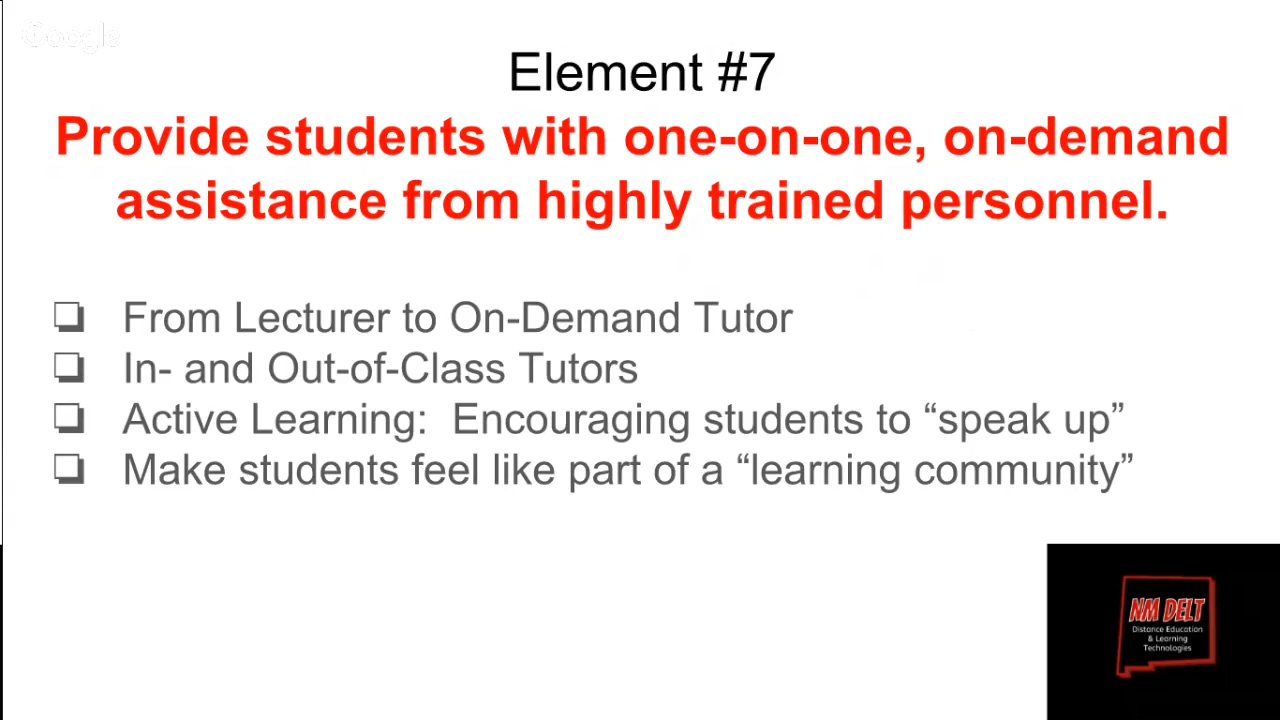 Google
Element #7
Provide students with one-on-one, on-demand
assistance from highly trained personnel.
❏ From Lecturer to On-Demand Tutor
❏ In- and Out-of-Class Tutors
❏ Active Learning:  Encouraging students to “speak up”
❏ Make students feel like part of a “learning community”
NM DELT
Distance Education
& Learning
Technologies